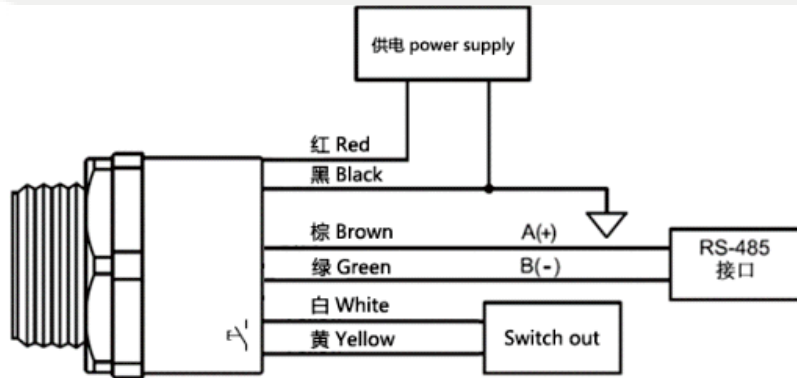 供电 power supply
红 Red
黑 Black
棕 Brown A(+)
绿 Green B(-)
RS-485
接口
白 White
黄 Yellow
Switch out